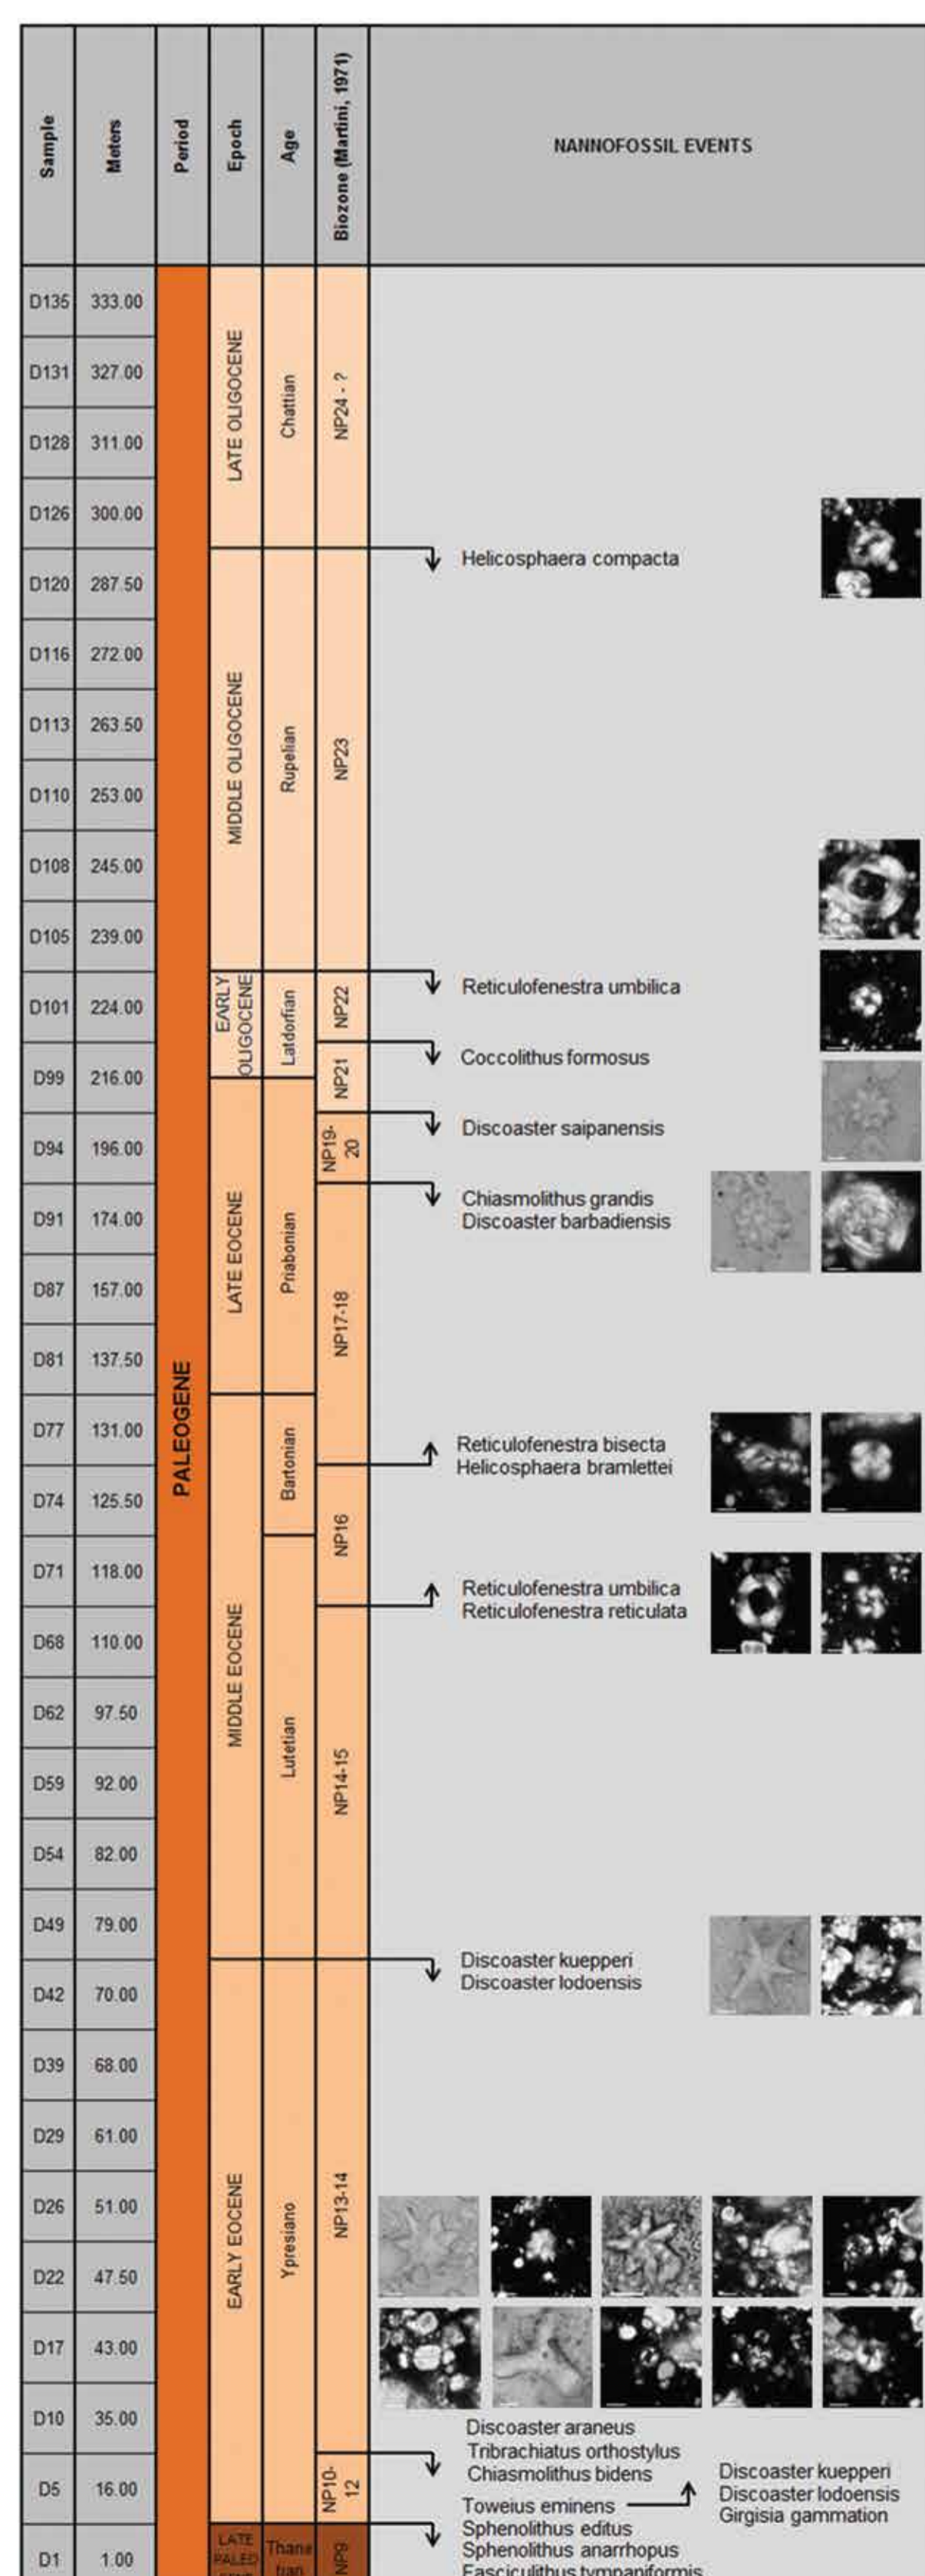 Sample
Meters
Period
Epoch
Age
Biozone (Martini, 1971)
NANNOFOSSIL EVENTS
D135 333.00
D131 327.00
D128 311.00
D126 300.00
D120 287.50
D116 272.00
D113 263.50
D110 253.00
D108 245.00
D105 239.00
D101 224.00
D99 216.00
D94 196.00
D91 174.00
D87 157.00
D81 137.50
D77 131.00
D74 125.50
D71 118.00
D68 110.00
D62 97.50
D59 92.00
D54 82.00
D49 79.00
D42 70.00
D39 68.00
D29 61.00
D26 51.00
D22 47.50
D17 43.00
D10 35.00
D5 16.00
D1 1.00
PALEOGENE
LATE OLIGOCENE
MIDDLE OLIGOCENE
EARLY
OLIGOCENE
LATE EOCENE
MIDDLE EOCENE
EARLY EOCENE
LATE
PALEO
Chattian
Rupelian
Latdorfian
Priabonian
Bartonian
Lutetian
Ypresiano
Thane
tian
NP24 - ?
NP23
NP22
NP21
NP19-
20
NP17-18
NP16
NP14-15
NP13-14
NP10-
12
NP9
Helicosphaera compacta
Reticulofenestra umbilica
Coccolithus formosus
Discoaster saipanensis
Chiasmolithus grandis
Discoaster barbadiensis
Reticulofenestra bisecta
Helicosphaera bramlettei
Reticulofenestra umbilica
Reticulofenestra reticulata
Discoaster kuepperi
Discoaster lodoensis
Discoaster araneus
Tribrachiatus orthostylus
Chiasmolithus bidens
Toweius eminens
Discoaster kuepperi
Discoaster lodoensis
Girgisia gammation
Sphenolithus editus
Sphenolithus anarrhopus
Fasciculithus tympaniformis